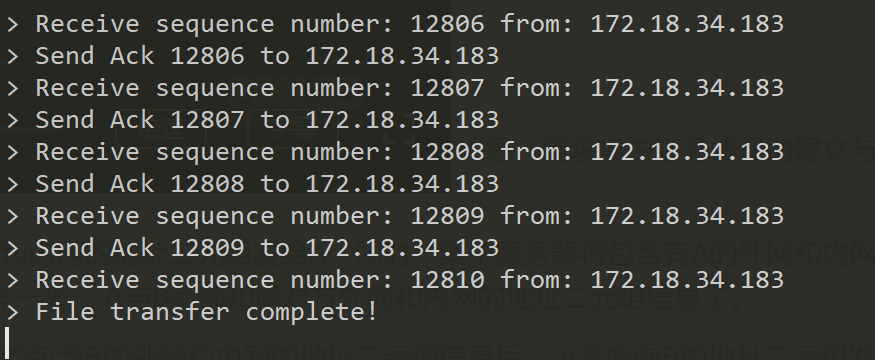 > Receive sequence number: 12806 from: 172.18.34.183
> Send Ack 12806 to 172.18.34.183
> Receive sequence number: 12807 from: 172.18.34.183
> Send Ack 12807 to 172.18.34.183
> Receive sequence number: 12808 from: 172.18.34.183
> Send Ack 12808 to 172.18.34.183
> Receive sequence number: 12809 from: 172.18.34.183
> Send Ack 12809 to 172.18.34.183
> Receive sequence number: 12810 from: 172.18.34.183
> File transfer complete!